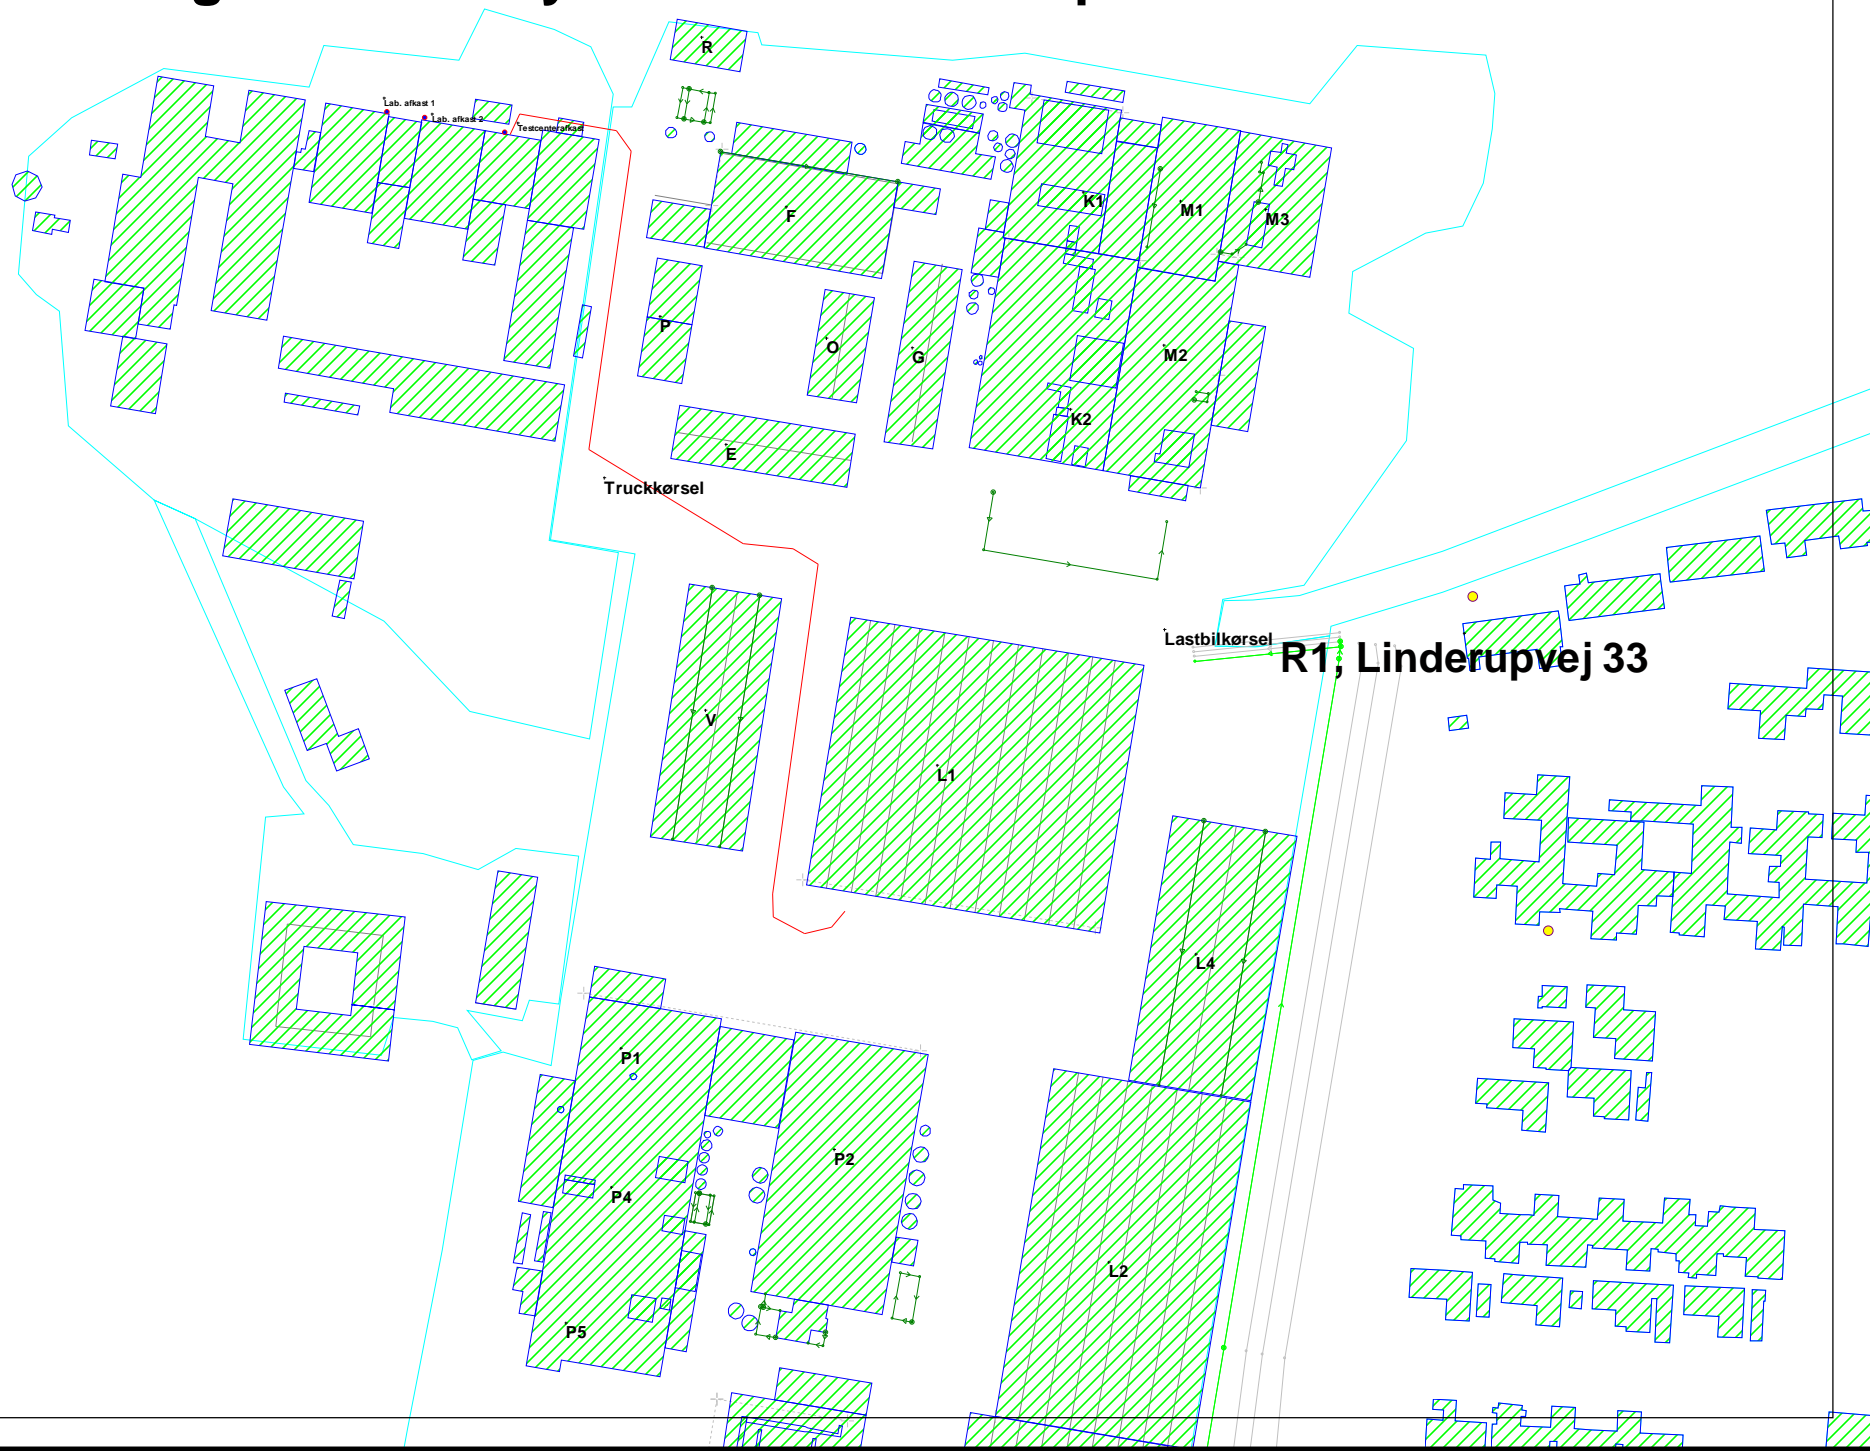 R
Lab. afkast 1
Lab. afkast 2
Testcenterafkast
K1
M1
M3
F
P
O
G
M2
K2
E
Truckkørsel
Lastbilkørsel
R1, Linderupvej 33
V
L1
L4
P1
P2
P4
L2
P5